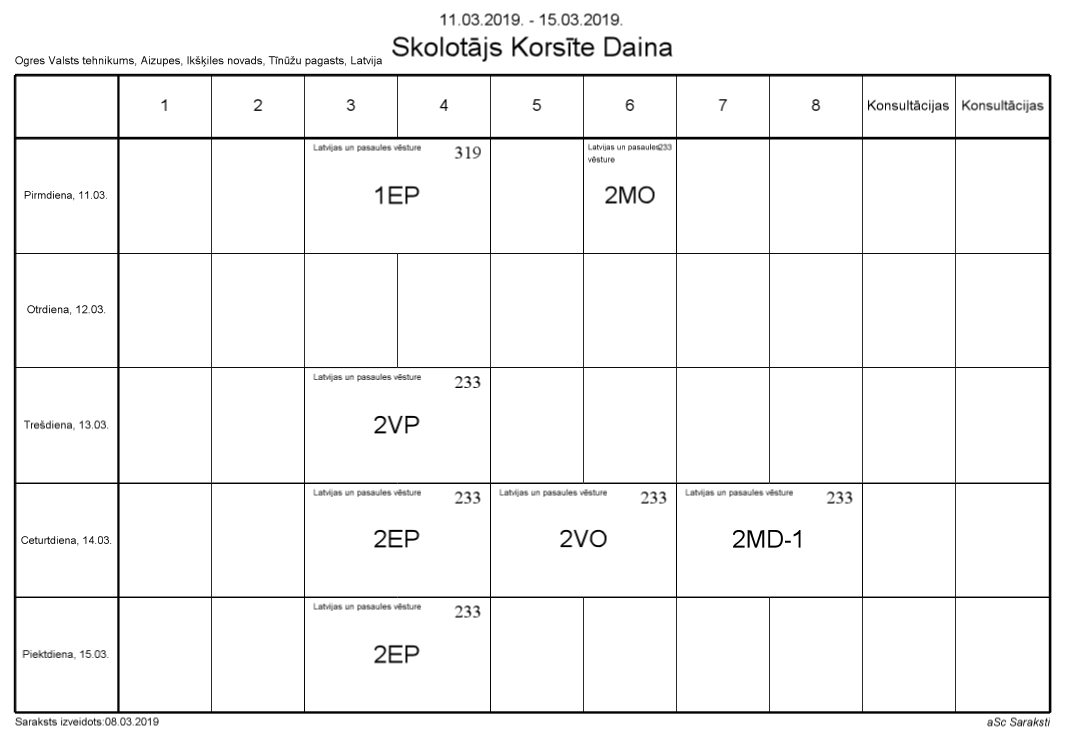 11.03.2019. - 15.03.2019.
Skolotājs Korsīte Daina
Ogres Valsts tehnikums, Aizupes, Ikšķiles novads, Tīnūžu pagasts, Latvija
1 2 3 4 5 6 7 8 Konsultācijas Konsultācijas
Pirmdiena, 11.03.
Latvijas un pasaules vēsture 319
1EP
Latvijas un pasaules 233
vēsture
2MO
Otrdiena, 12.03.
Trešdiena, 13.03.
Latvijas un pasaules vēsture 233
2VP
Ceturtdiena, 14.03.
Latvijas un pasaules vēsture 233
2EP
Latvijas un pasaules vēsture 233
2VO
Latvijas un pasaules vēsture 233
2MD-1
Piektdiena, 15.03.
Latvijas un pasaules vēsture 233
2EP
Saraksts izveidots:08.03.2019
aSc Saraksti